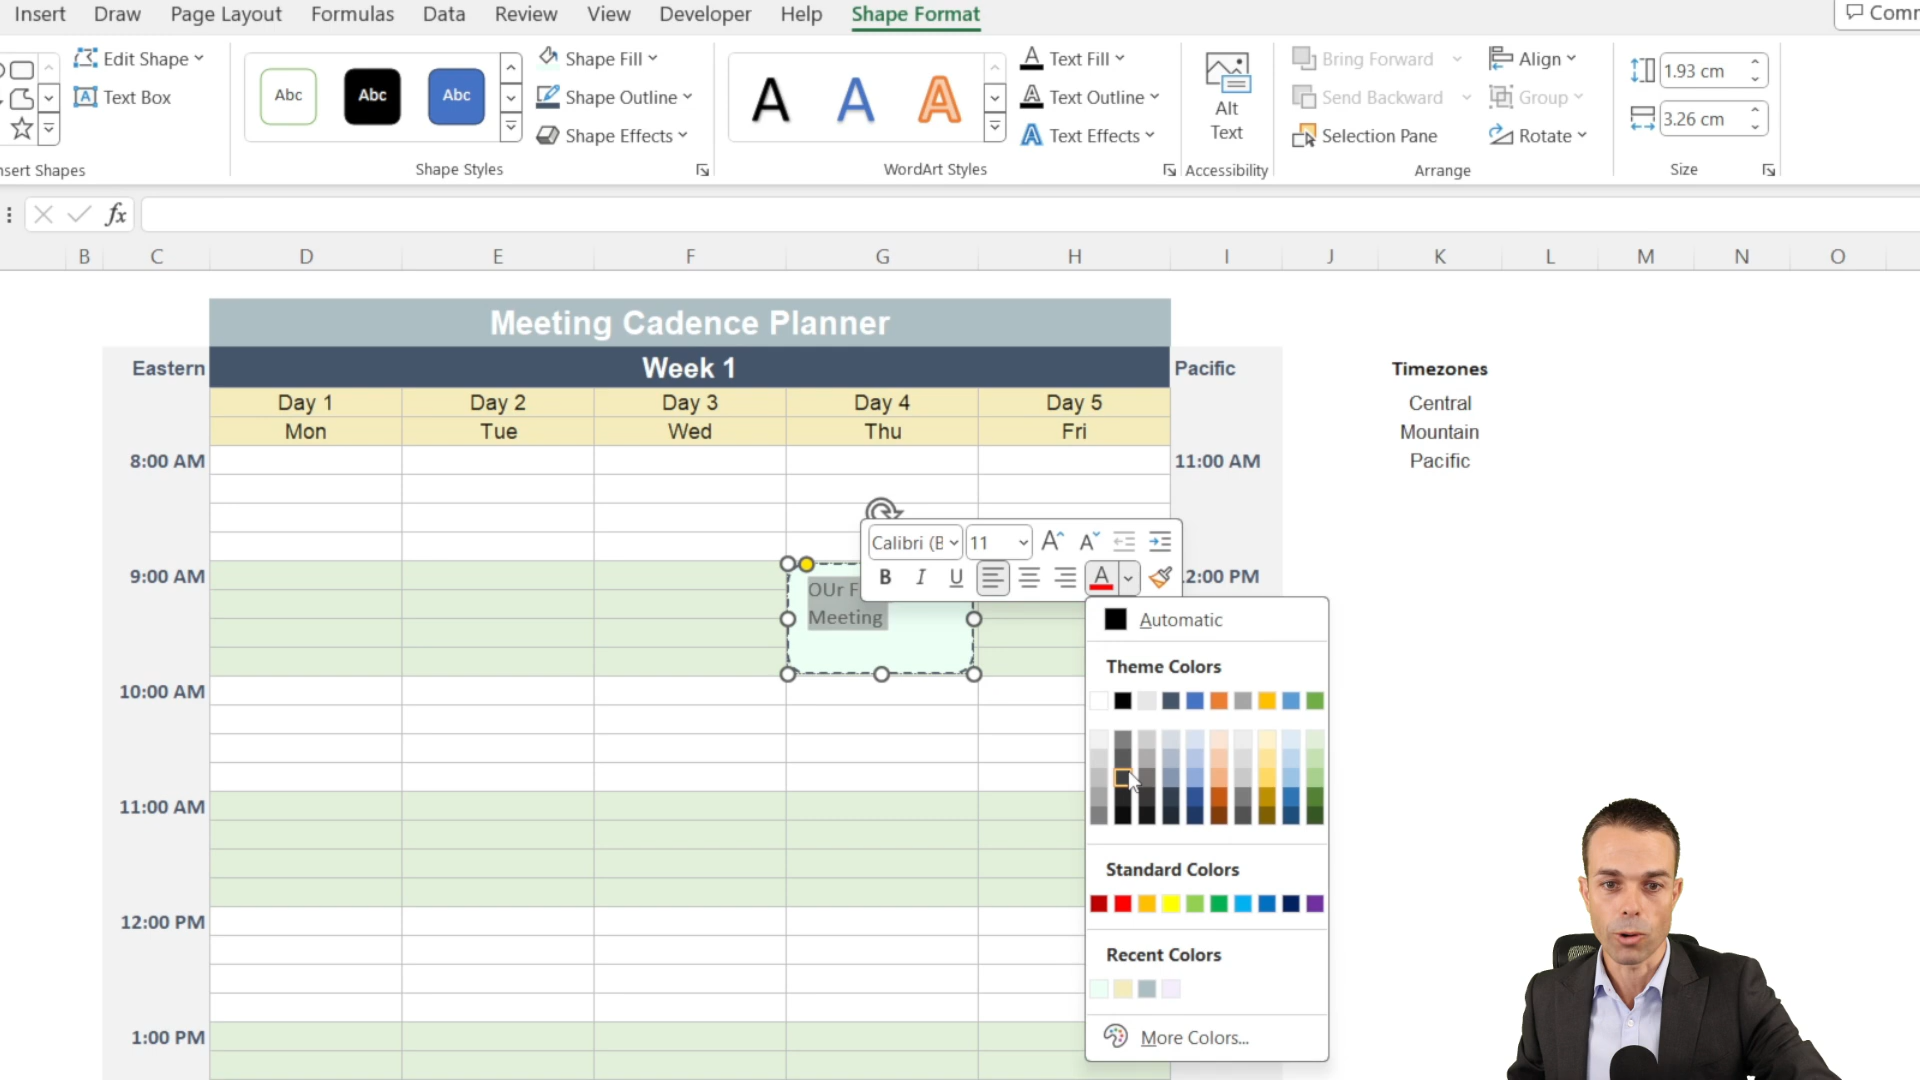 Insert Draw Page Layout Formulas Data Review View Developer Help Shape Format
Edit Shape
Text Box
Abc Abc Abc
Shape Fill
Shape Outline
Shape Effects
A A A
Text Fill
Text Outline
Text Effects
Alt
Text
Bring Forward
Send Backward
Selection Pane
Align
Group
Rotate
1.93 cm
3.26 cm
Shape Styles WordArt Styles Accessibility Arrange Size
fx
B C D E F G H I J K L M N O
Meeting Cadence Planner
Eastern Week 1 Pacific Timezones
Day 1 Day 2 Day 3 Day 4 Day 5 Central
Mon Tue Wed Thu Fri Mountain
8:00 AM 11:00 AM Pacific
Calibri (B 11 A A
B I U A
9:00 AM
OUr F
Meeting
10:00 AM
11:00 AM
12:00 PM
1:00 PM
Automatic
Theme Colors
Standard Colors
Recent Colors
More Colors...